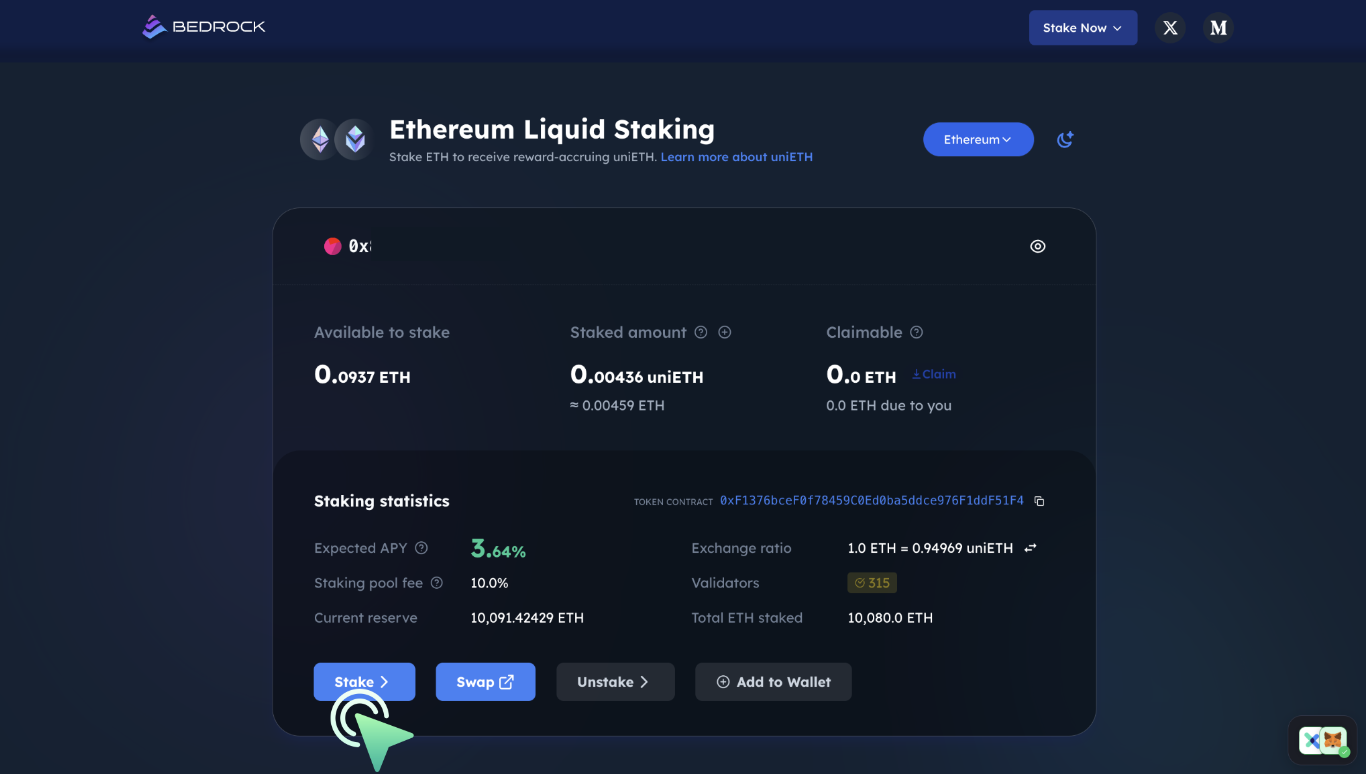 BEDROCK
Stake Now
Ethereum Liquid Staking
Stake ETH to receive reward-accruing uniETH. Learn more about uniETH
Ethereum
0x
Available to stake
Staked amount
Claimable
0.0937 ETH
0.00436 uniETH
0.0 ETH
Claim
≈ 0.00459 ETH
0.0 ETH due to you
Staking statistics
TOKEN CONTRACT 0xF1376bceF0f78459C0Ed0ba5ddce976F1ddF51F4
Expected APY
3.64%
Exchange ratio
1.0 ETH = 0.94969 uniETH
Staking pool fee
10.0%
Validators
315
Current reserve
10,091.42429 ETH
Total ETH staked
10,080.0 ETH
Stake
Swap
Unstake
Add to Wallet